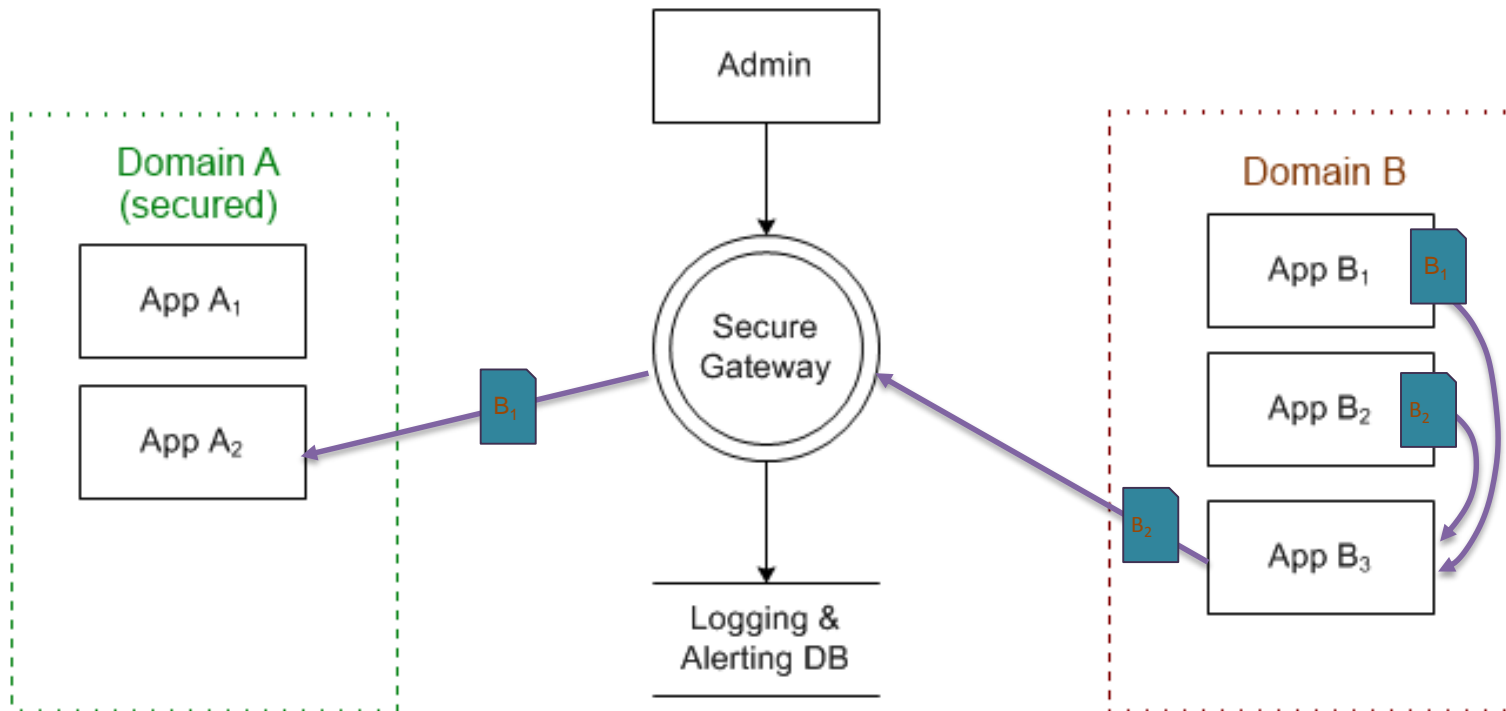 Admin
Domain A
(secured)
App A₁
App A₂
B₁
Secure
Gateway
Logging &
Alerting DB
Domain B
App B₁
B₁
App B₂
B₂
B₂
App B₃